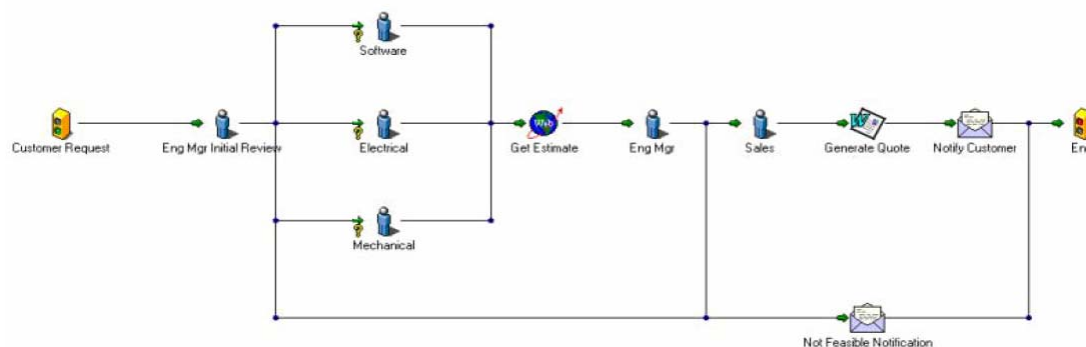 Software
Customer Request
Eng Mgr Initial Review
Electrical
Get Estimate
Eng Mgr
Sales
Generate Quote
Notify Customer
En
Mechanical
Not Feasible Notification